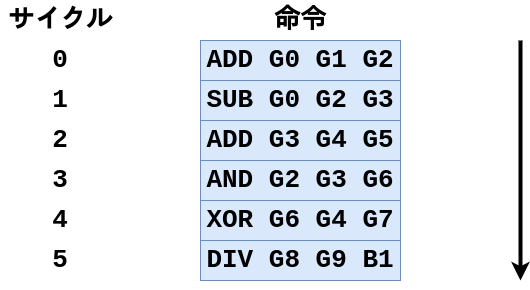 サイクル 命令
0 ADD G0 G1 G2
1 SUB G0 G2 G3
2 ADD G3 G4 G5
3 AND G2 G3 G6
4 XOR G6 G4 G7
5 DIV G8 G9 B1